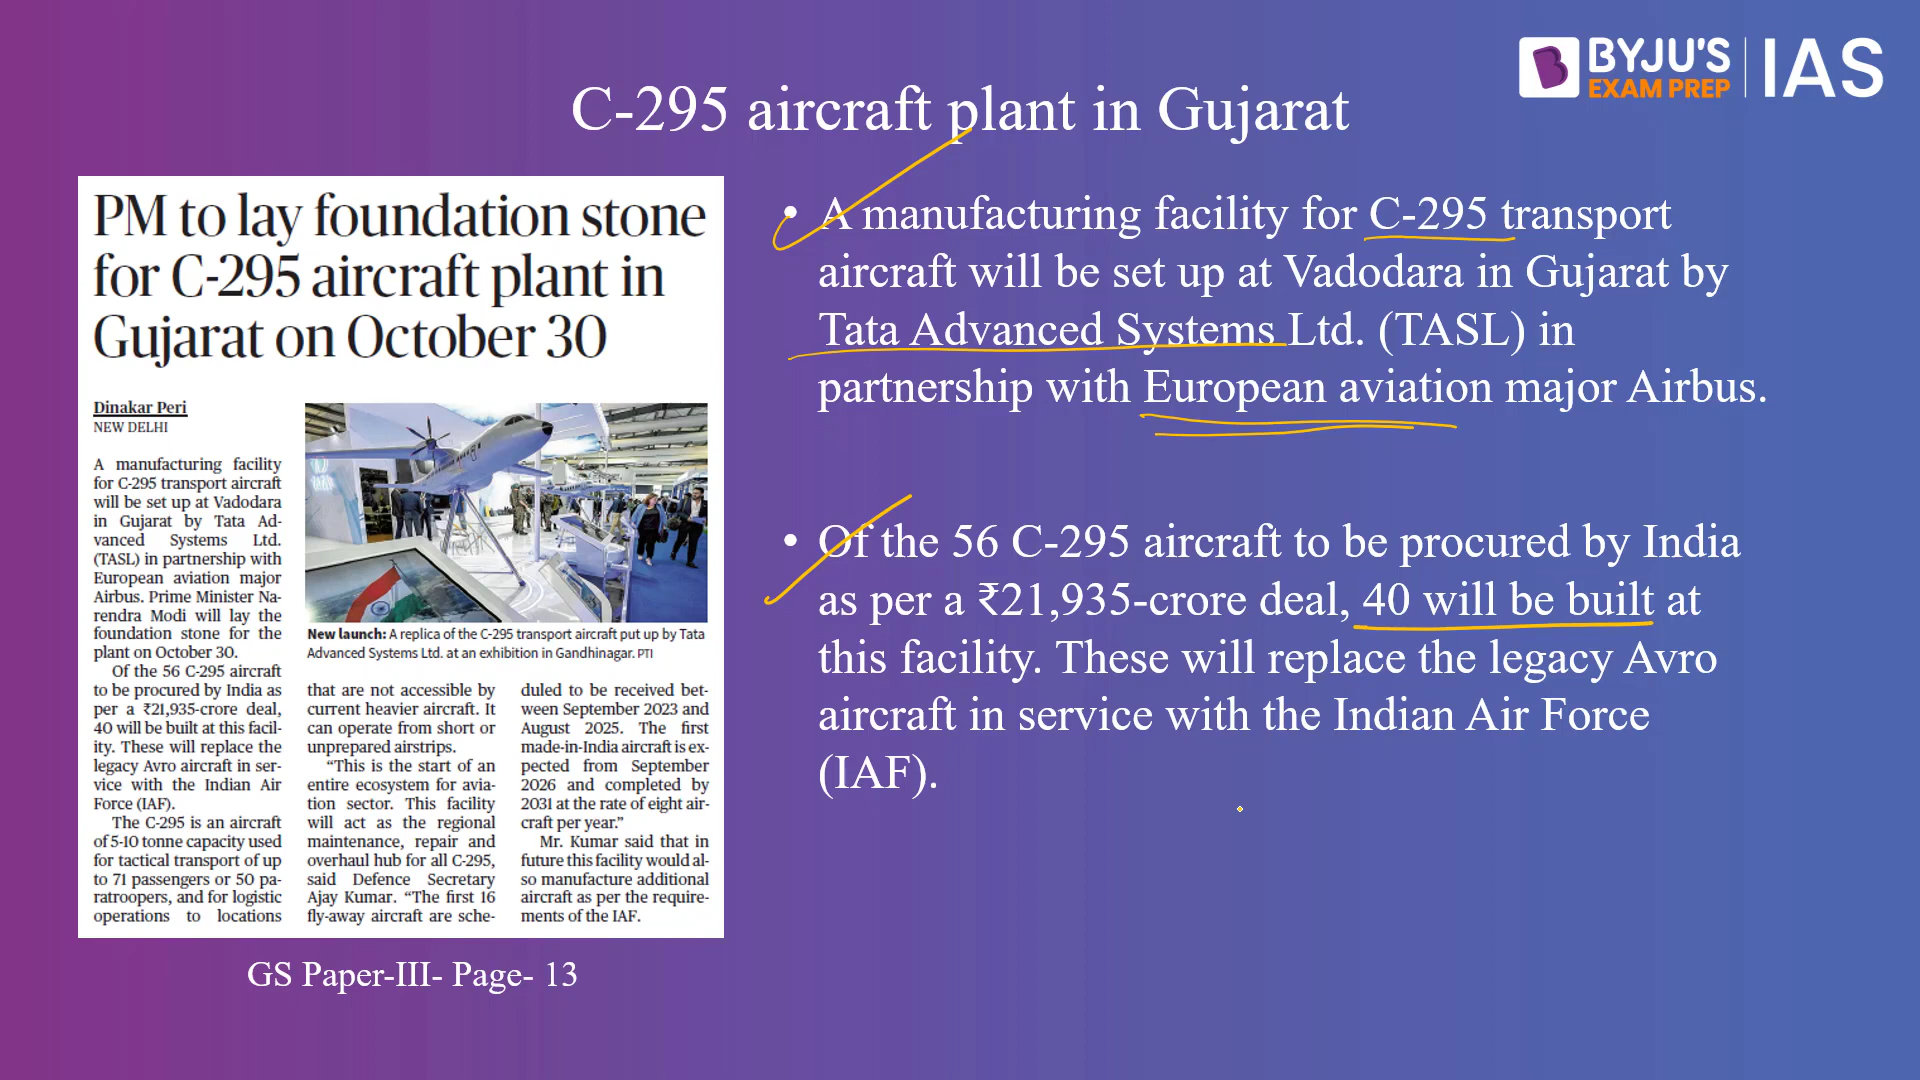 BYJU'S
EXAM PREP
IAS
C-295 aircraft plant in Gujarat
PM to lay foundation stone
for C-295 aircraft plant in
Gujarat on October 30
Dinakar Peri
NEW DELHI
A manufacturing facility
for C-295 transport aircraft
will be set up at Vadodara
in Gujarat by Tata Ad-
vanced Systems Ltd.
(TASL) in partnership with
European aviation major
Airbus. Prime Minister Na-
rendra Modi will lay the
foundation stone for the
plant on October 30.
Of the 56 C-295 aircraft
to be procured by India as
per a ₹21,935-crore deal,
40 will be built at this facil-
ity. These will replace the
legacy Avro aircraft in ser-
vice with the Indian Air
Force (IAF).
The C-295 is an aircraft
of 5-10 tonne capacity used
for tactical transport of up
to 71 passengers or 50 pa-
ratroopers, and for logistic
operations to locations
New launch: A replica of the C-295 transport aircraft put up by Tata
Advanced Systems Ltd. at an exhibition in Gandhinagar. PTI
that are not accessible by
current heavier aircraft. It
can operate from short or
unprepared airstrips.
“This is the start of an
entire ecosystem for avia-
tion sector. This facility
will act as the regional
maintenance, repair and
overhaul hub for all C-295,
said Defence Secretary
Ajay Kumar. “The first 16
fly-away aircraft are sche-
duled to be received bet-
ween September 2023 and
August 2025. The first
made-in-India aircraft is ex-
pected from September
2026 and completed by
2031 at the rate of eight air-
craft per year.”
Mr. Kumar said that in
future this facility would al-
so manufacture additional
aircraft as per the require-
ments of the IAF.
GS Paper-III- Page- 13
• A manufacturing facility for C-295 transport
aircraft will be set up at Vadodara in Gujarat by
Tata Advanced Systems Ltd. (TASL) in
partnership with European aviation major Airbus.
• Of the 56 C-295 aircraft to be procured by India
as per a ₹21,935-crore deal, 40 will be built at
this facility. These will replace the legacy Avro
aircraft in service with the Indian Air Force
(IAF).